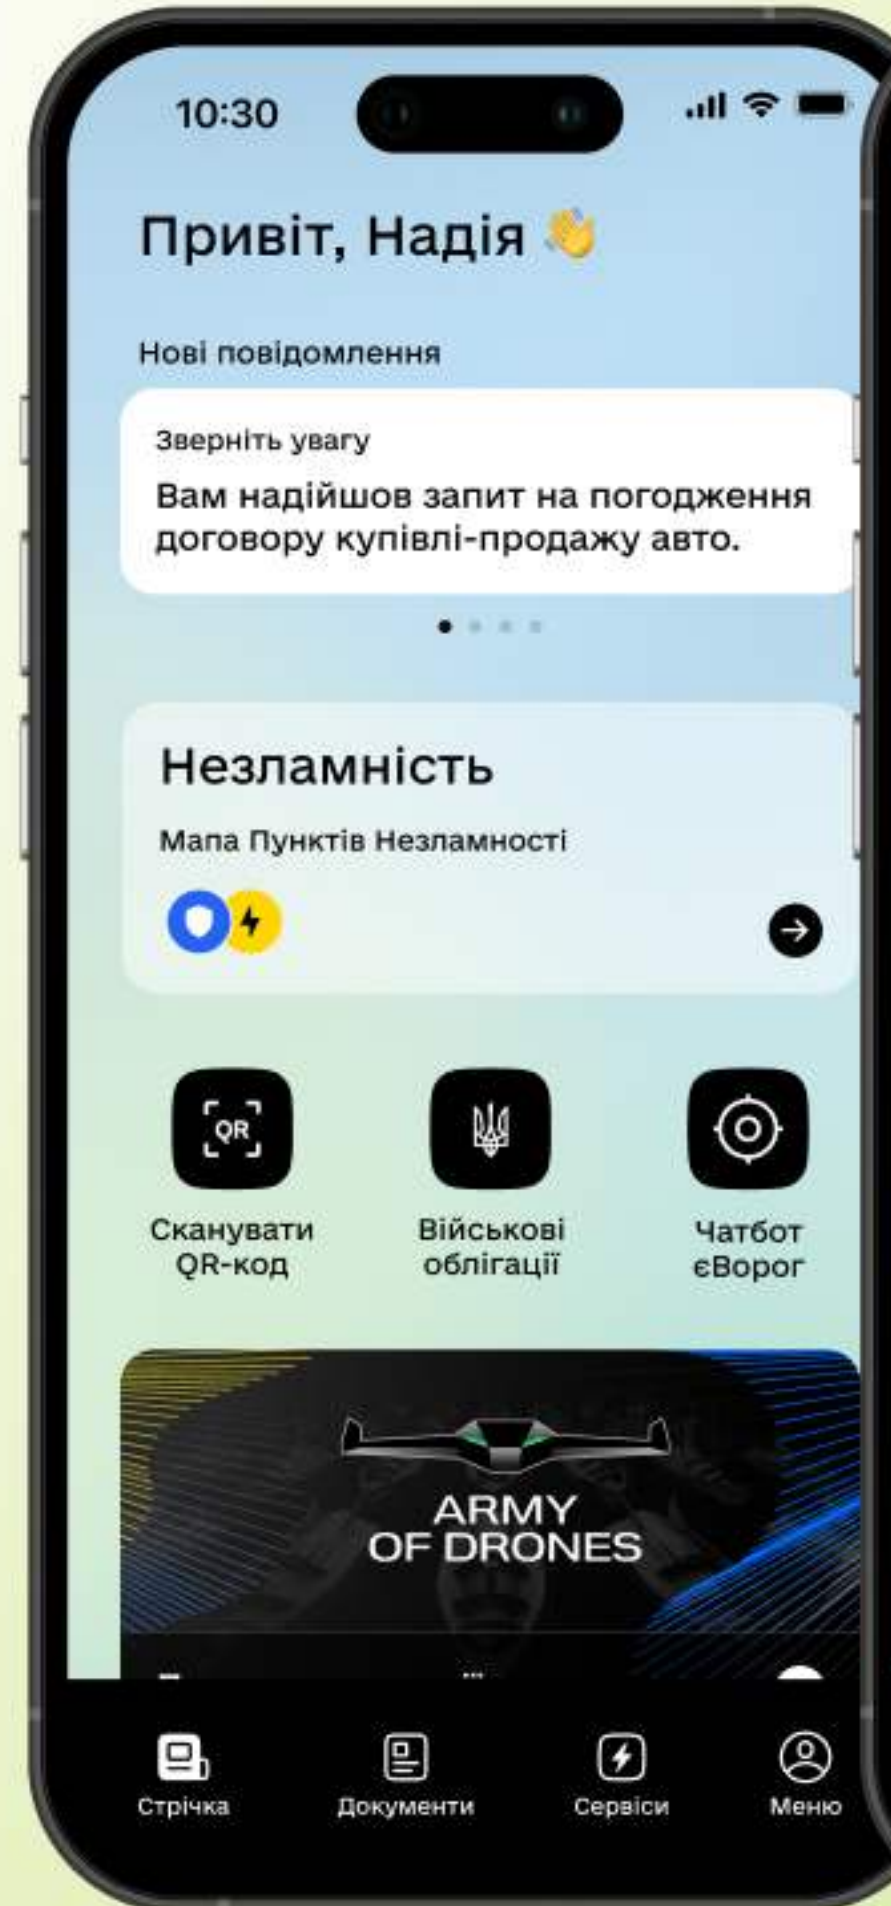 10:30
Привіт, Надія 👋
Нові повідомлення
Зверніть увагу
Вам надійшов запит на погодження
договору купівлі-продажу авто.
Незламність
Мапа Пунктів Незламності
QR
Сканувати
QR-код
Військові
облігації
Чатбот
єВорог
ARMY
OF DRONES
Стрічка
Документи
Сервіси
Меню